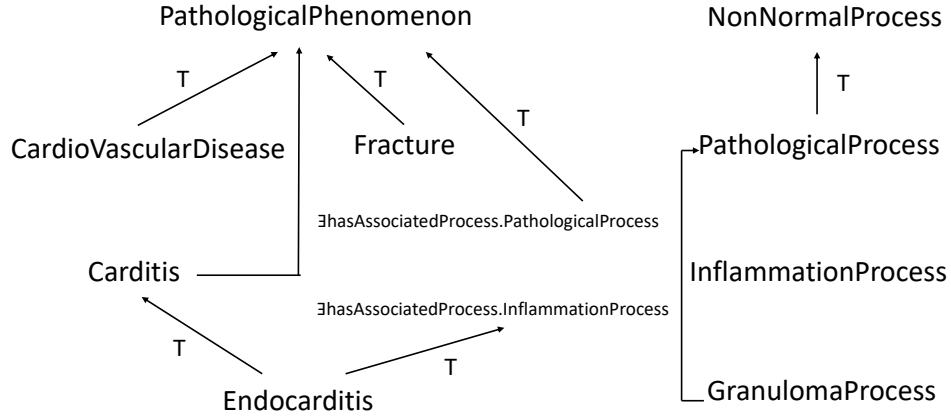 PathologicalPhenomenon
NonNormalProcess
T
T
T
T
CardioVascularDisease
Fracture
PathologicalProcess
∃hasAssociatedProcess.PathologicalProcess
Carditis
InflammationProcess
∃hasAssociatedProcess.InflammationProcess
T
T
Endocarditis
GranulomaProcess